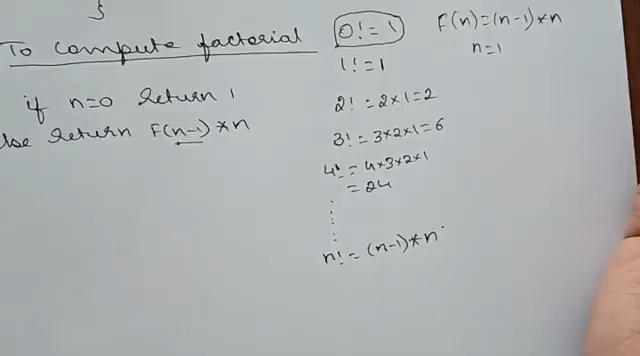 }
To compute factorial
if n=0 return 1
else return F(n-1)*n
0!=1
1!=1
2!=2×1=2
3!=3×2×1=6
4!=4×3×2×1
=24
n!=(n-1)*n
F(n)=(n-1)*n
n=1